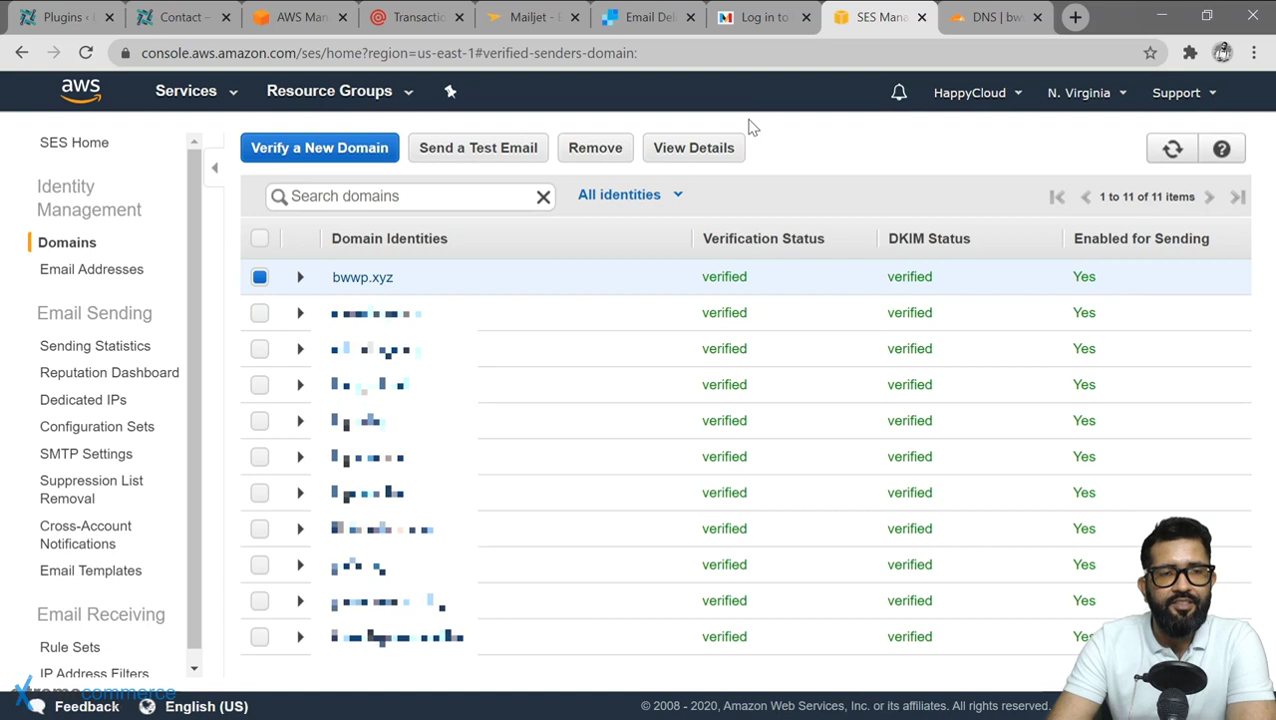 Plugins
Contact –
AWS Man
Transactio
Mailjet - E
Email Deli
Log in to
SES Mana
DNS | bw
console.aws.amazon.com/ses/home?region=us-east-1#verified-senders-domain:
aws Services Resource Groups HappyCloud N. Virginia Support
SES Home
Identity
Management
Domains
Email Addresses
Email Sending
Sending Statistics
Reputation Dashboard
Dedicated IPs
Configuration Sets
SMTP Settings
Suppression List
Removal
Cross-Account
Notifications
Email Templates
Email Receiving
Rule Sets
IP Address Filters
Verify a New Domain Send a Test Email Remove View Details
Search domains All identities 1 to 11 of 11 items
Domain Identities Verification Status DKIM Status Enabled for Sending
bwwp.xyz verified verified Yes
verified verified Yes
verified verified Yes
verified verified Yes
verified verified Yes
verified verified Yes
verified verified Yes
verified verified Yes
verified verified Yes
verified verified Yes
verified verified Ye
xtremecommerce
Feedback English (US) © 2008 - 2020, Amazon Web Services, Inc. or its affiliates. All rights reserved.